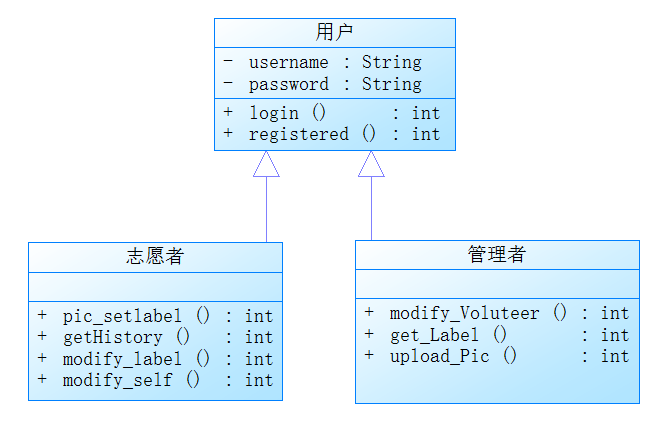 用户
- username : String
- password : String
+ login () : int
+ registered () : int
志愿者
+ pic_setlabel () : int
+ getHistory () : int
+ modify_label () : int
+ modify_self () : int
管理者
+ modify_Voluteer () : int
+ get_Label () : int
+ upload_Pic () : int